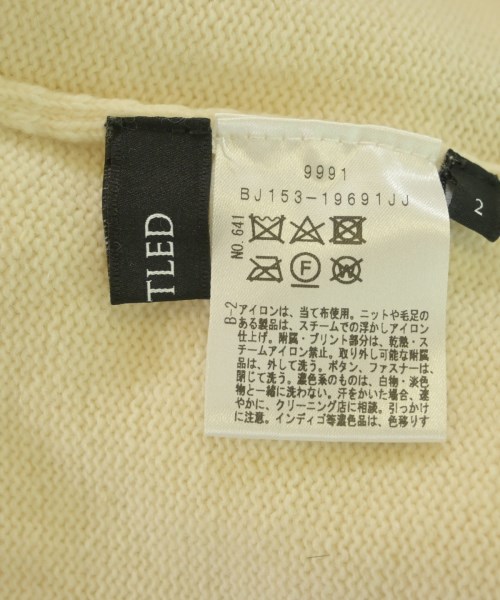 TLED
9991
BJ153-19691JJ
NO.641
F
W
B-2
アイロンは、当て布使用。ニットや毛足の
ある製品は、スチームでの浮かしアイロン
仕上げ。附属・プリント部分は、乾熱・ス
チームアイロン禁止。取り外し可能な附属
品は、外して洗う。ボタン、ファスナーは、
閉じて洗う。濃色系のものは、白物・淡色
物と一緒に洗わない。汗をかいた場合、速
やかに、クリーニング店に相談。引っかけ
に注意。インディゴ等濃色品は、色移りす
2